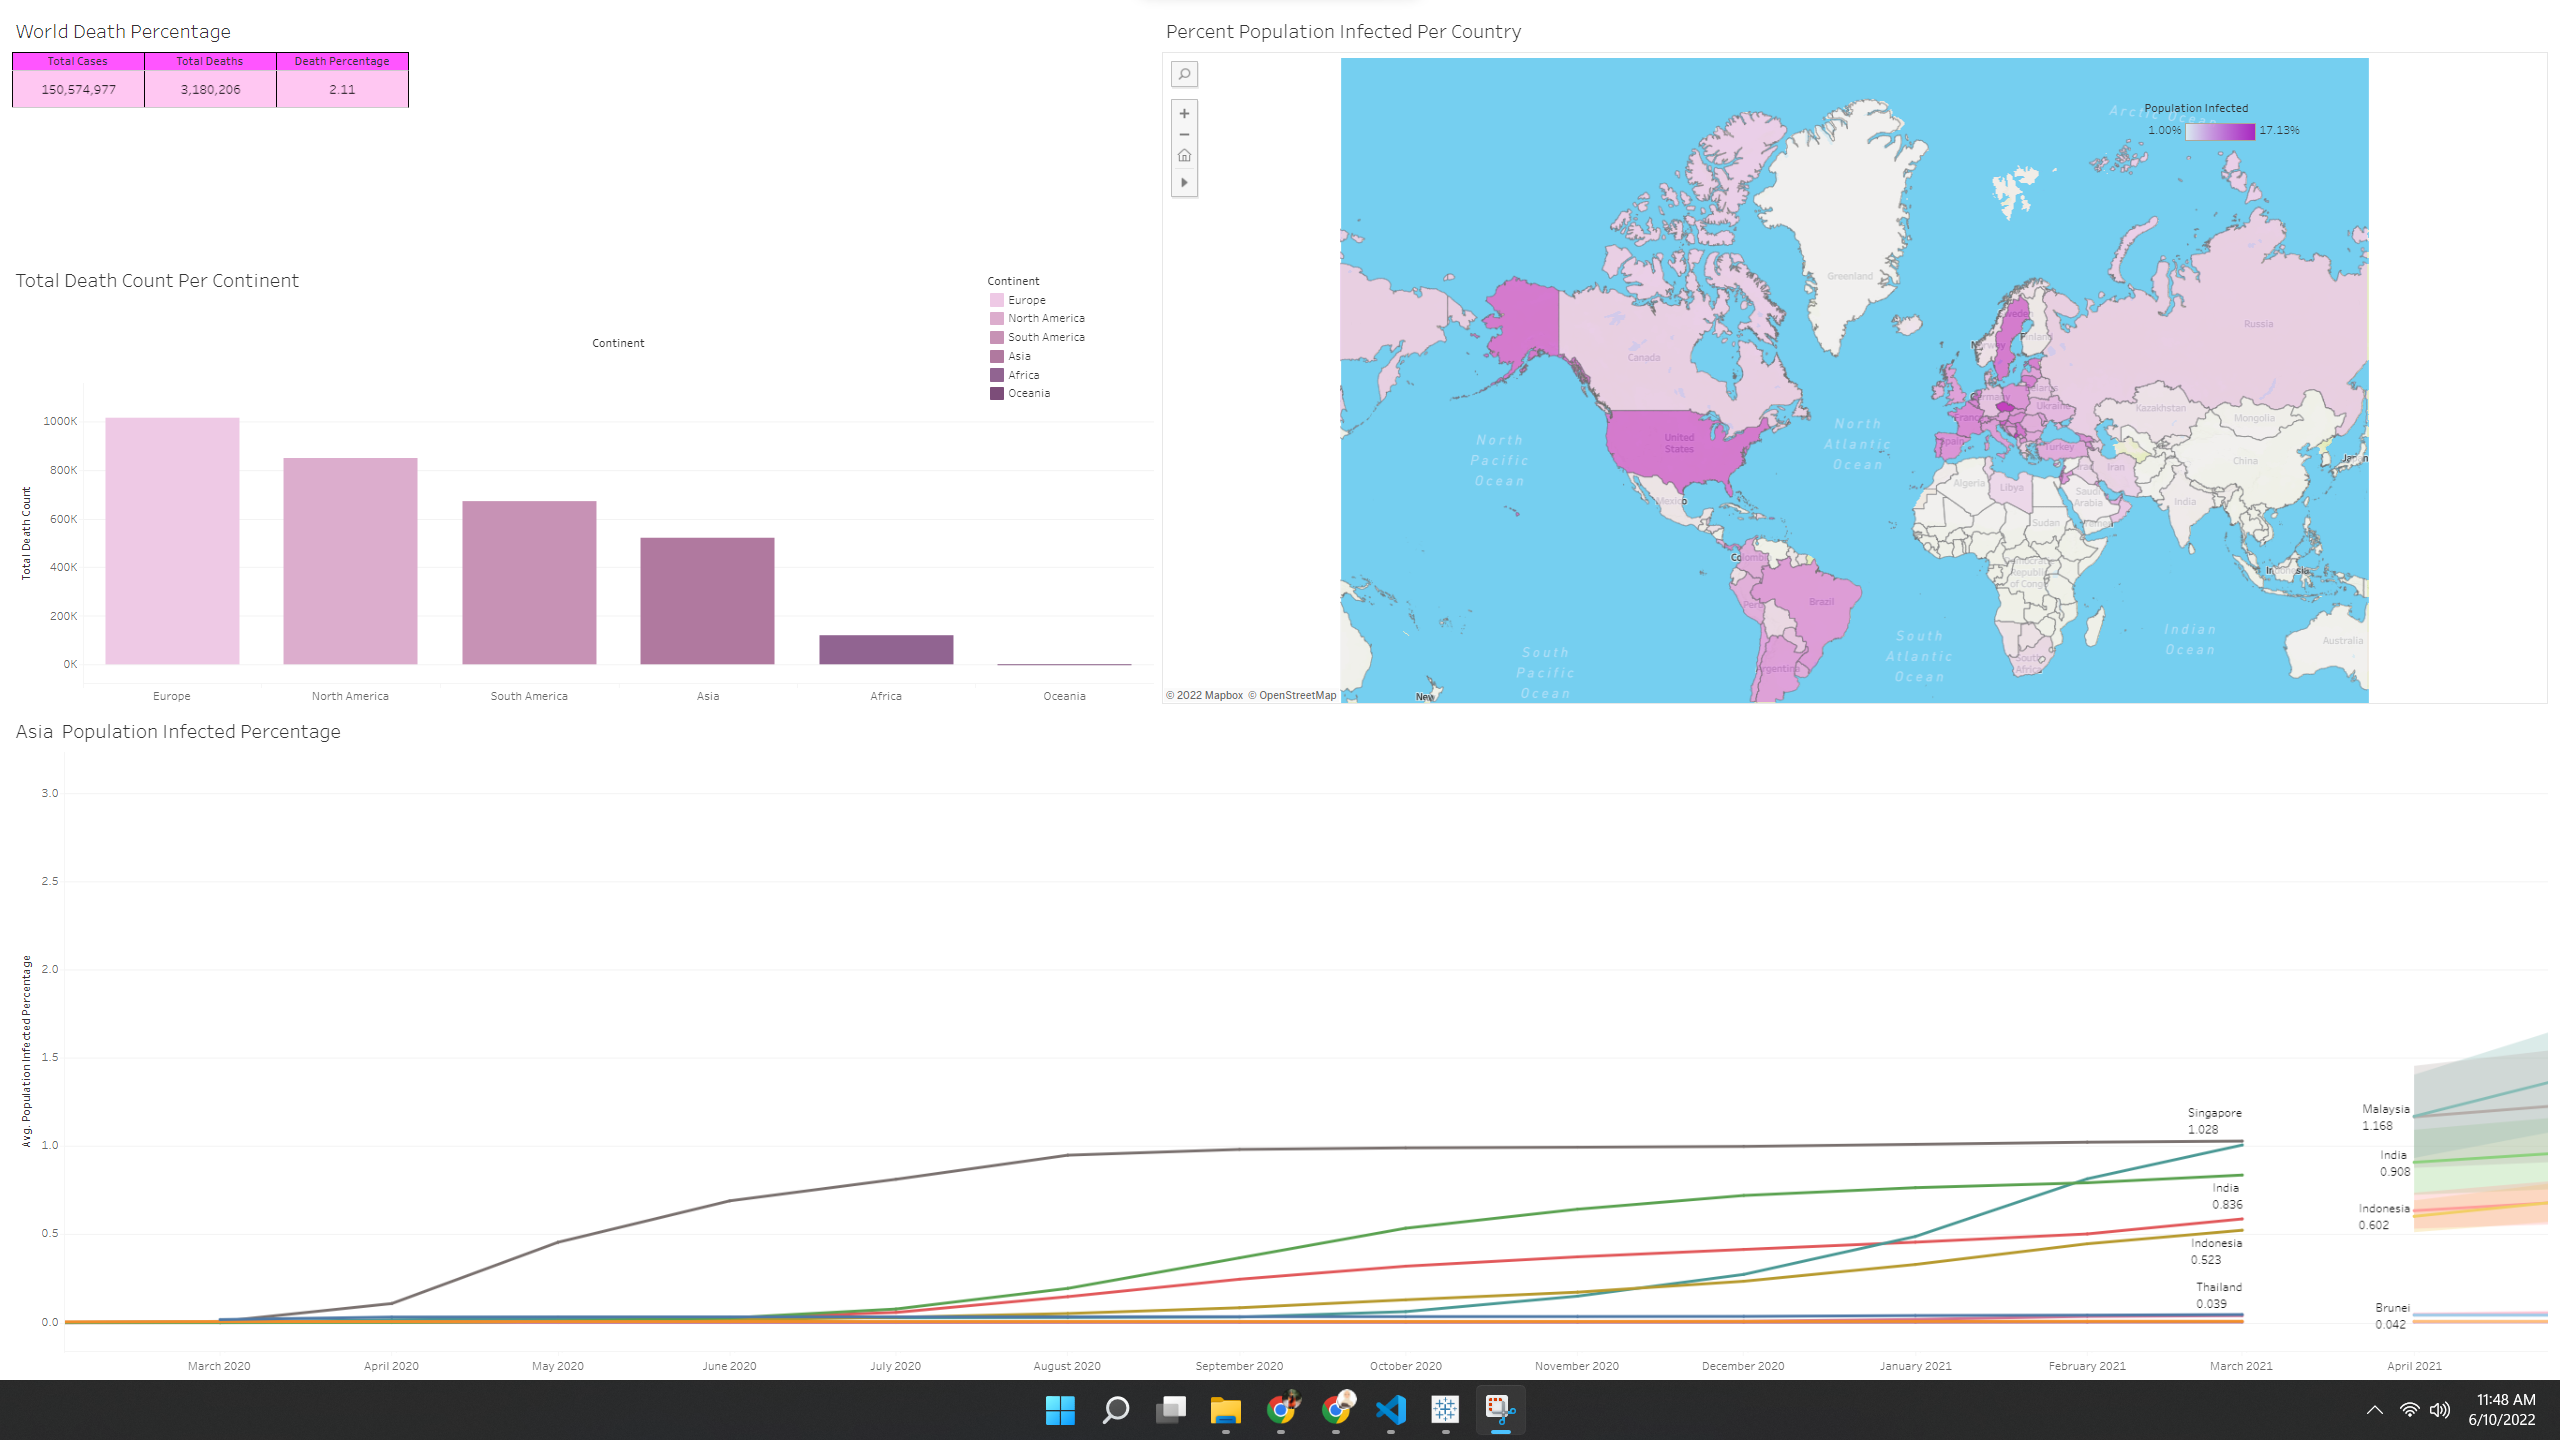 World Death Percentage
Total Cases Total Deaths Death Percentage
150,574,977 3,180,206 2.11
Total Death Count Per Continent
Continent
Europe
North America
South America
Asia
Africa
Oceania
Continent
Total Death Count
1000K
800K
600K
400K
200K
0K
Europe North America South America Asia Africa Oceania
Percent Population Infected Per Country
Arctic Ocean
Population Infected
1.00% 17.13%
Greenland
Russia
Canada
Sweden
Norway
Finland
Belarus
Germany
Ukraine
France
Kazakhstan
Mongolia
Spain
Turkey
North
Pacific
Ocean
United
States
North
Atlantic
Ocean
China
Japan
Iraq
Iran
Algeria
Libya
Saudi
Arabia
India
Mexico
Sudan
Yemen
Colombia
Democratic
Republic
of Congo
Indonesia
Peru
Brazil
South
Pacific
Ocean
South
Atlantic
Ocean
Indian
Ocean
Australia
South
Africa
Argentina
New
© 2022 Mapbox © OpenStreetMap
Asia Population Infected Percentage
Avg. Population Infected Percentage
3.0
2.5
2.0
1.5
1.0
0.5
0.0
Singapore
1.028
India
0.836
Indonesia
0.523
Thailand
0.039
Malaysia
1.168
India
0.908
Indonesia
0.602
Brunei
0.042
March 2020 April 2020 May 2020 June 2020 July 2020 August 2020 September 2020 October 2020 November 2020 December 2020 January 2021 February 2021 March 2021 April 2021
11:48 AM
6/10/2022